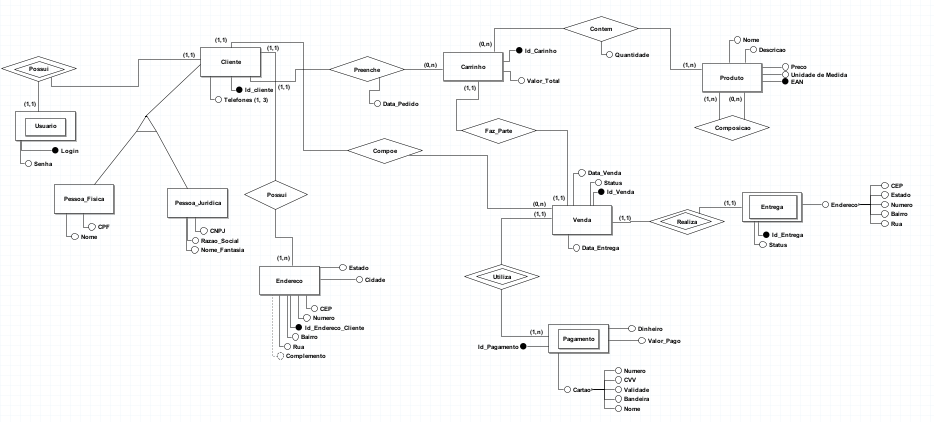 (1,1)
Contem
Nome
(0,n)
Quantidade
Descricao
(1,1)
(1,1)
Id_Carinho
Cliente
Carrinho
Preenche
(0,n)
Valor_Total
(1,n)
Produto
Preco
Unidade de Medida
EAN
Possui
Id_cliente
(1,1)
Telefones (1, 3)
(1,1)
(1,n)
(0,n)
(1,1)
Data_Pedido
Usuario
Faz_Parte
Composicao
Login
Senha
Compoe
Data_Venda
Status
Id_Venda
(1,1)
Pessoa_Fisica
CPF
Nome
Pessoa_Juridica
CNPJ
Razao_Social
Nome_Fantasia
Possui
(0,n)
(1,1)
Venda
(1,1)
Data_Entrega
Realiza
(1,1)
Entrega
Id_Entrega
Status
Endereco
CEP
Estado
Numero
Bairro
Rua
(1,n)
Endereco
Estado
Cidade
CEP
Numero
Id_Endereco_Cliente
Bairro
Rua
Complemento
Utiliza
(1,n)
Id_Pagamento
Pagamento
Dinheiro
Valor_Pago
Cartao
Numero
CVV
Validade
Bandeira
Nome